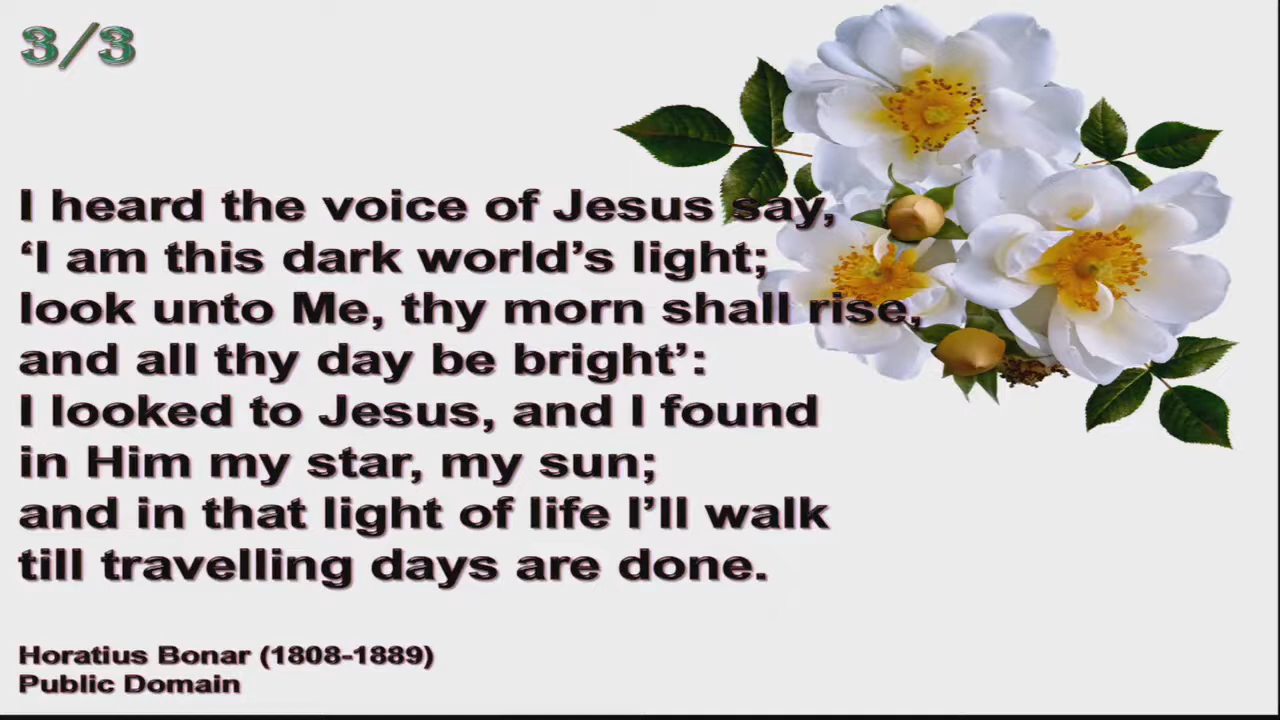 3/3
I heard the voice of Jesus say,
‘I am this dark world’s light;
look unto Me, thy morn shall rise,
and all thy day be bright’:
I looked to Jesus, and I found
in Him my star, my sun;
and in that light of life I’ll walk
till travelling days are done.
Horatius Bonar (1808-1889)
Public Domain